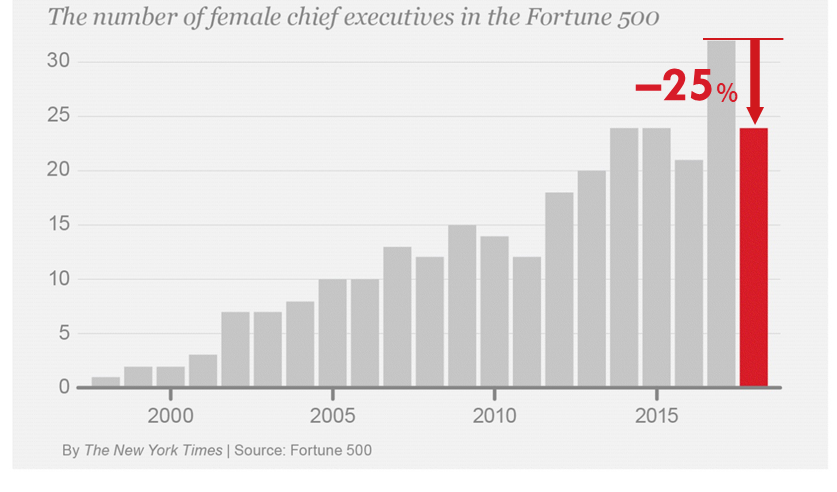 The number of female chief executives in the Fortune 500
30
–25%
25
20
15
10
5
0
2000 2005 2010 2015
By The New York Times | Source: Fortune 500